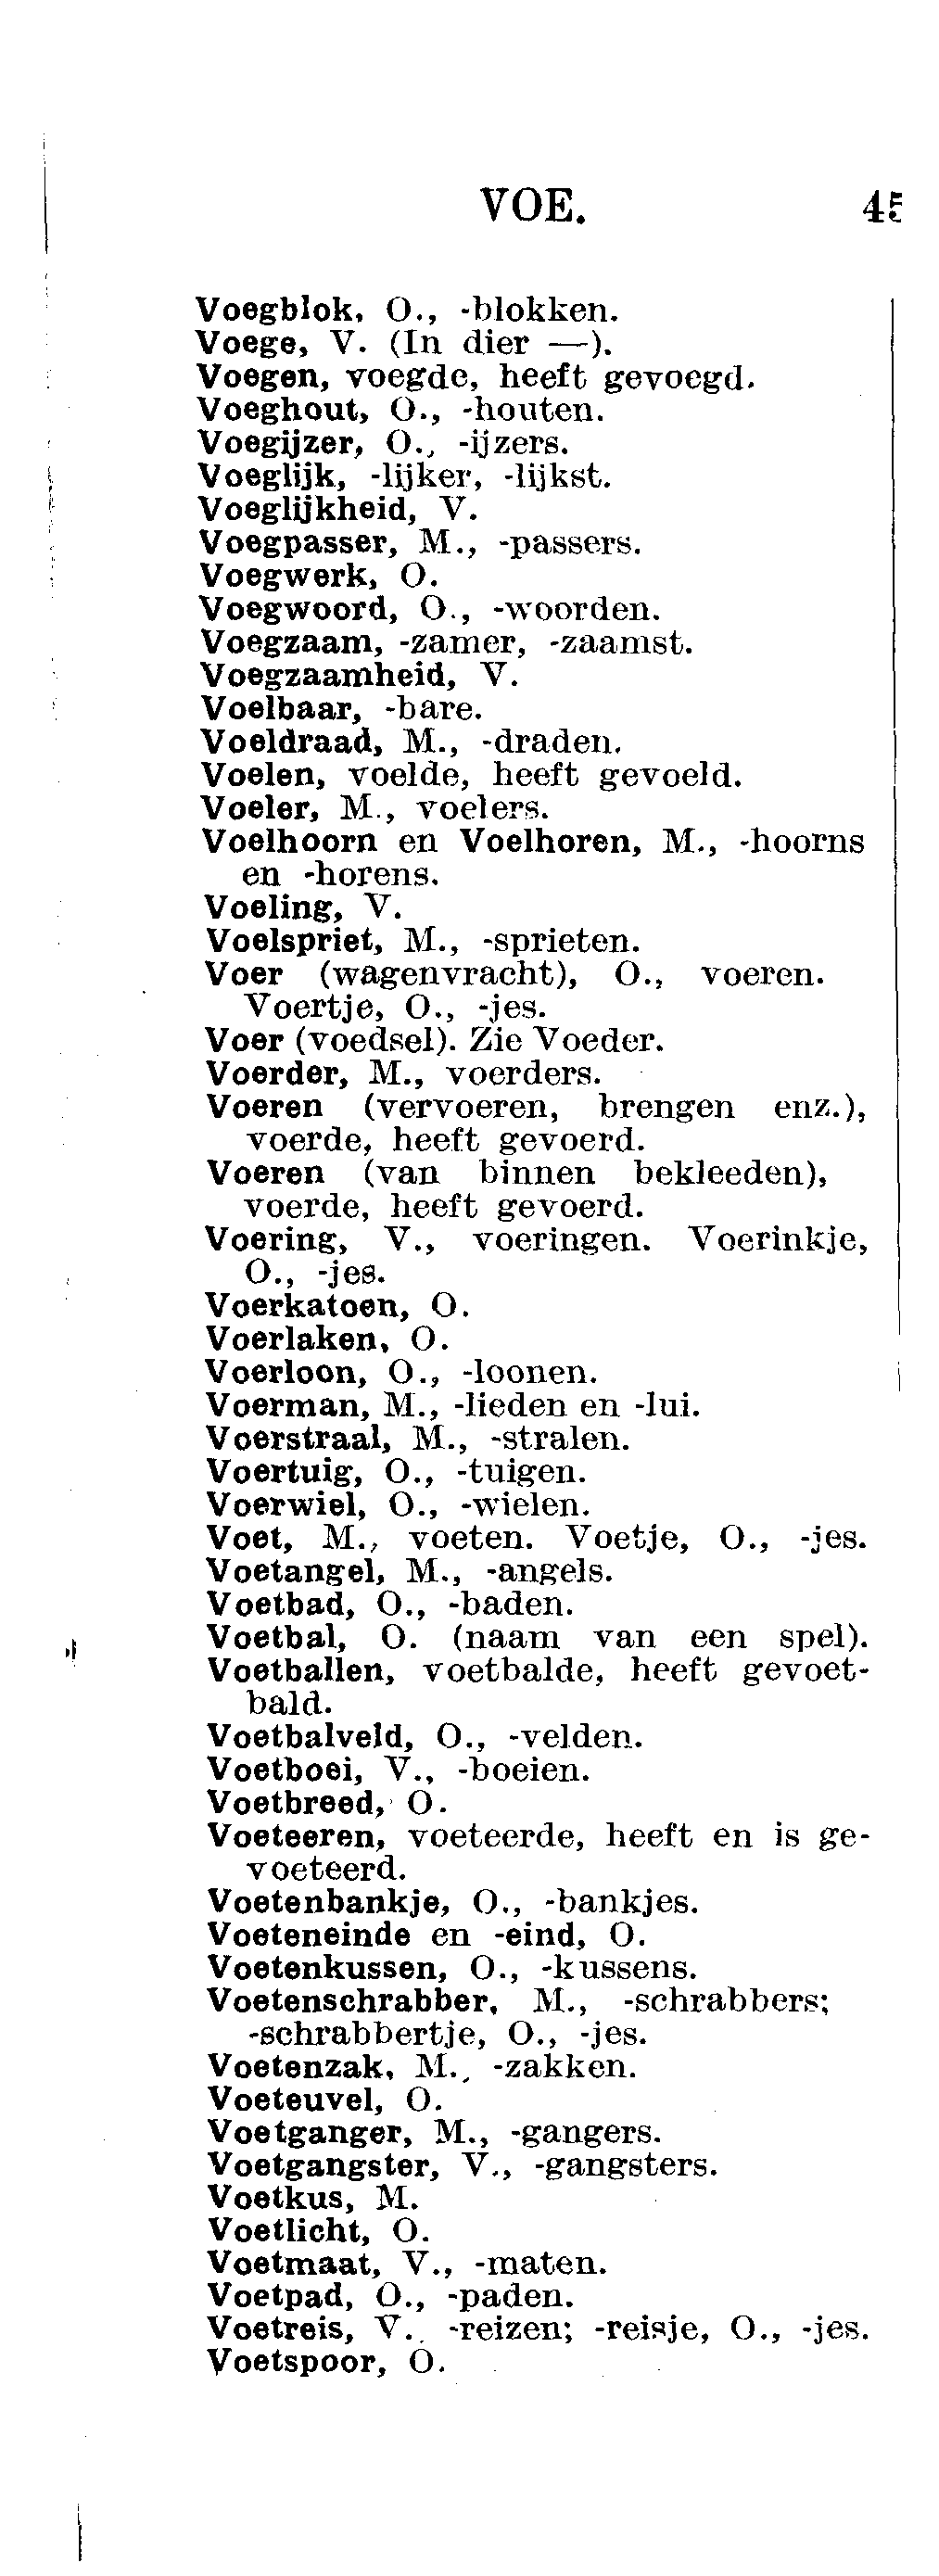 VOE.
Voegblok, O., -blokken.
Voege, V. (In dier —).
Voegen, voegde, heeft gevoegd.
Voeghout, O., -houten.
Voegijzer, O., -ijzers.
Voeglijk, -lijker, -lijkst.
Voeglijkheid, V.
Voegpasser, M., -passers.
Voegwerk, O.
Voegwoord, O., -woorden.
Voegzaam, -zamer, -zaamst.
Voegzaamheid, V.
Voelbaar, -bare.
Voeldraad, M., -draden.
Voelen, voelde, heeft gevoeld.
Voeler, M., voelers.
Voelhoorn en Voelhoren, M., -hoorns
en -horens.
Voeling, V.
Voelspriet, M., -sprieten.
Voer (wagenvracht), O., voeren.
Voertje, O., -jes.
Voer (voedsel). Zie Voeder.
Voerder, M., voerders.
Voeren (vervoeren, brengen enz.),
voerde, heeft gevoerd.
Voeren (van binnen bekleeden),
voerde, heeft gevoerd.
Voering, V., voeringen. Voerinkje,
O., -jes.
Voerkatoen, O.
Voerlaken, O.
Voerloon, O., -loonen.
Voerman, M., -lieden en -lui.
Voerstraal, M., -stralen.
Voertuig, O., -tuigen.
Voerwiel, O., -wielen.
Voet, M., voeten. Voetje, O., -jes.
Voetangel, M., -angels.
Voetbad, O., -baden.
Voetbal, O. (naam van een spel).
Voetballen, voetbalde, heeft gevoet-
bald.
Voetbalveld, O., -velden.
Voetboei, V., -boeien.
Voetbreed, O.
Voeteeren, voeteerde, heeft en is ge-
voeteerd.
Voetenbankje, O., -bankjes.
Voeteneinde en -eind, O.
Voetenkussen, O., -kussens.
Voetenschrabber, M., -schrabbers;
-schrabbertje, O., -jes.
Voetenzak, M., -zakken.
Voeteuvel, O.
Voetganger, M., -gangers.
Voetgangster, V., -gangsters.
Voetkus, M.
Voetlicht, O.
Voetmaat, V., -maten.
Voetpad, O., -paden.
Voetreis, V., -reizen; -reisje, O., -jes.
Voetspoor, O.